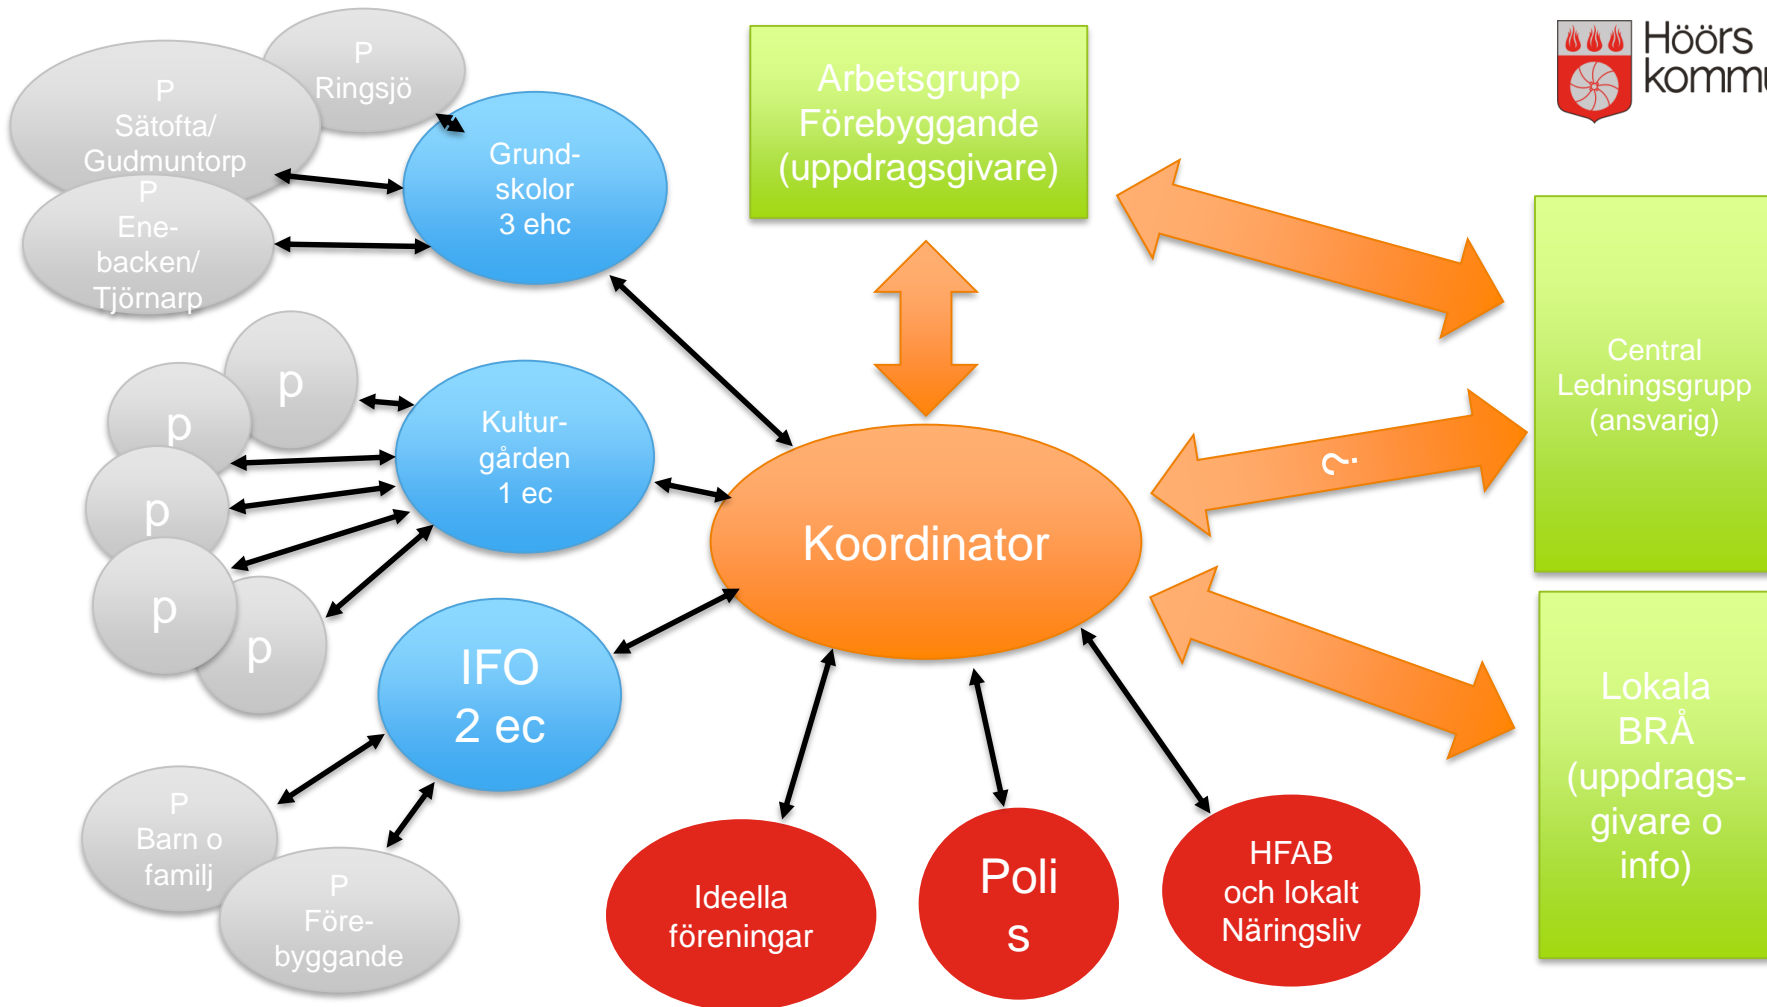 P
Ringsjö
P
Sätofta/
Gudmuntorp
P
Ene-
backen/
Tjörnarp
Grund-
skolor
3 ehc
Arbetsgrupp
Förebyggande
(uppdragsgivare)
Höörs
kommu
Central
Ledningsgrupp
(ansvarig)
p
p
p
p
p
Kultur-
gården
1 ec
Koordinator
?
IFO
2 ec
P
Barn o
familj
P
Före-
byggande
Ideella
föreningar
Poli
s
HFAB
och lokalt
Näringsliv
Lokala
BRÅ
(uppdrags-
givare o
info)